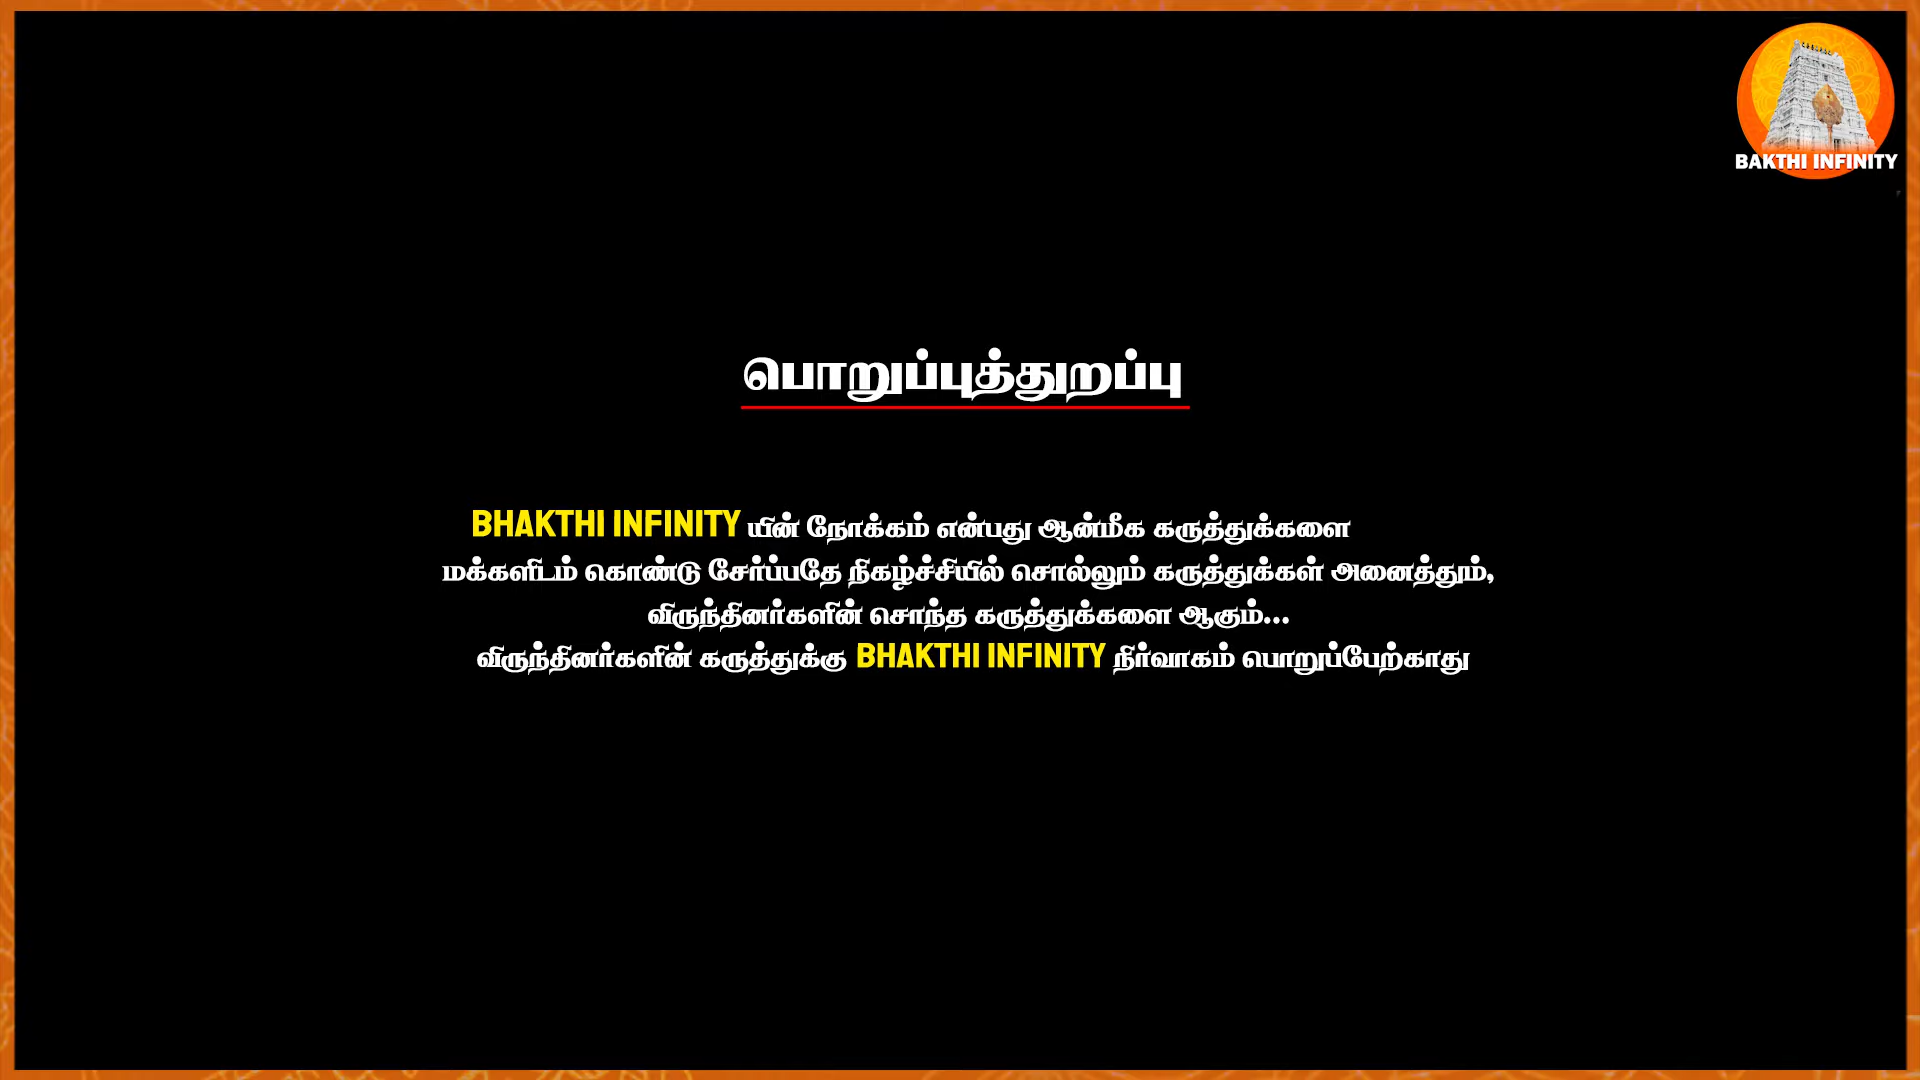 BAKTHI INFINITY
பொறுப்புத்துறப்பு
BHAKTHI INFINITY யின் நோக்கம் என்பது ஆன்மீக கருத்துக்களை
மக்களிடம் கொண்டு சேர்ப்பதே நிகழ்ச்சியில் சொல்லும் கருத்துக்கள் அனைத்தும்,
விருந்தினர்களின் சொந்த கருத்துக்களை ஆகும்...
விருந்தினர்களின் கருத்துக்கு BHAKTHI INFINITY நிர்வாகம் பொறுப்பேற்காது